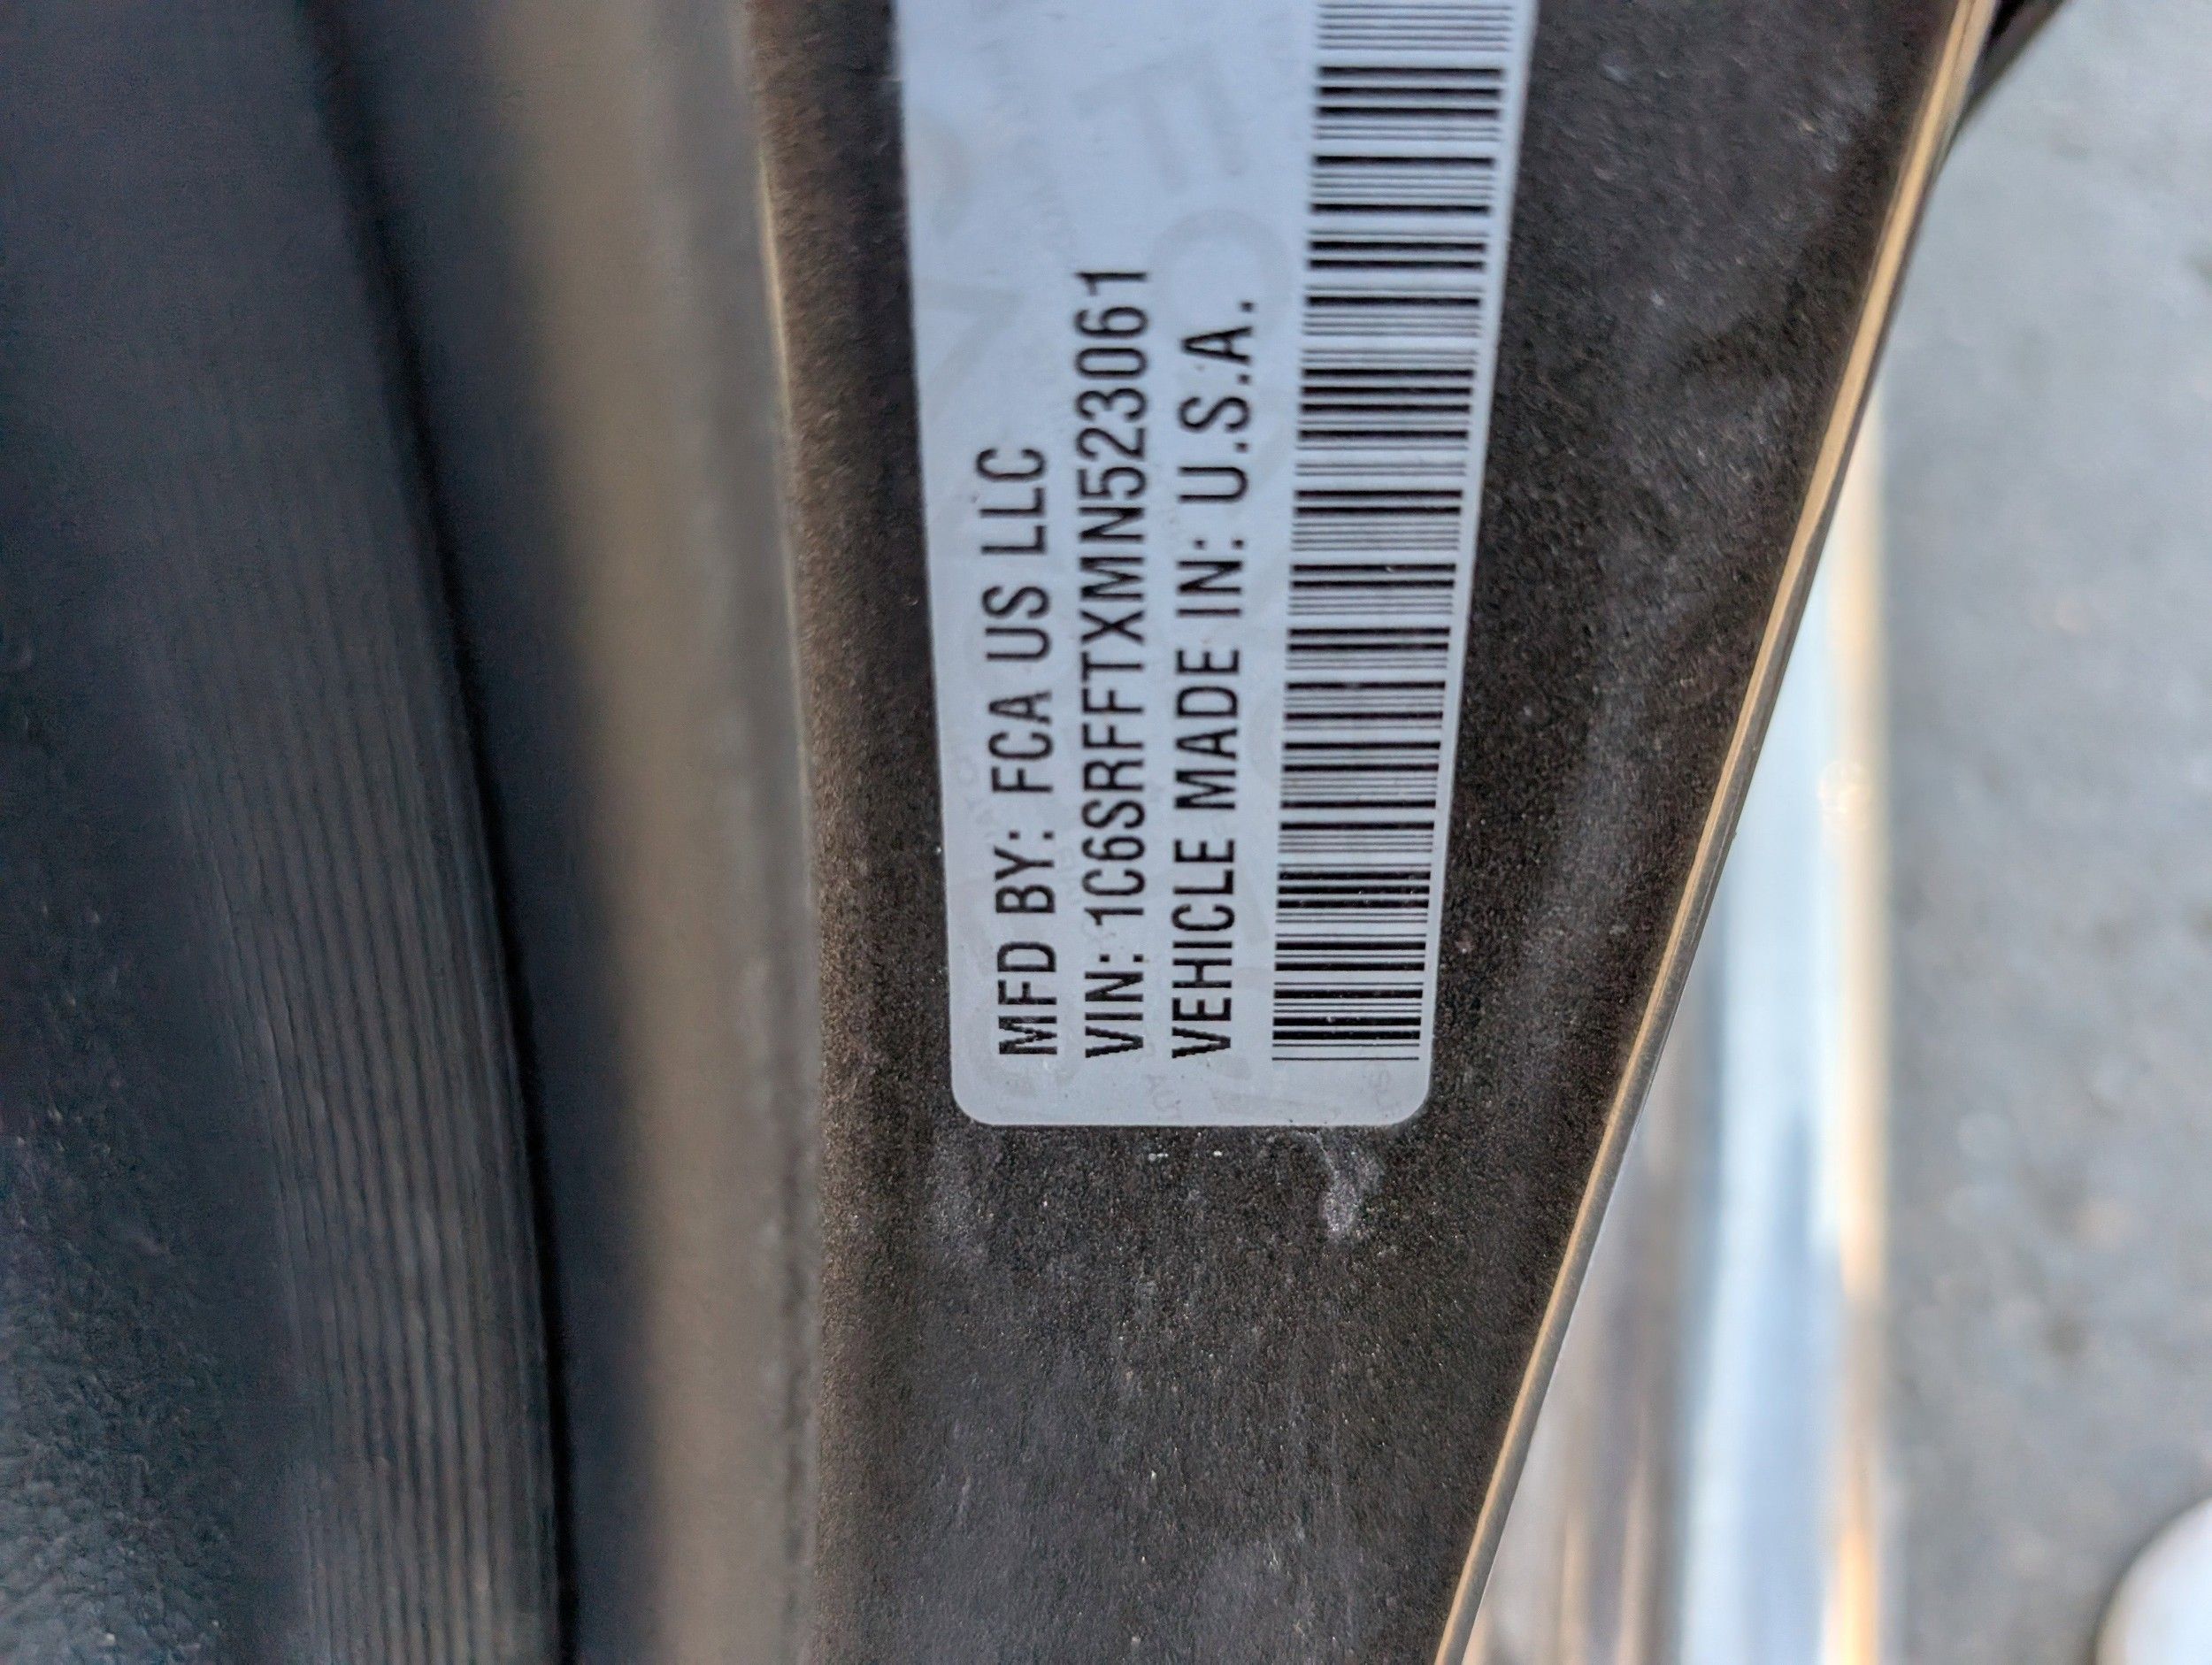 MFD BY: FCA US LLC
VIN: 1C6SRFFTXMN523061
VEHICLE MADE IN: U.S.A.